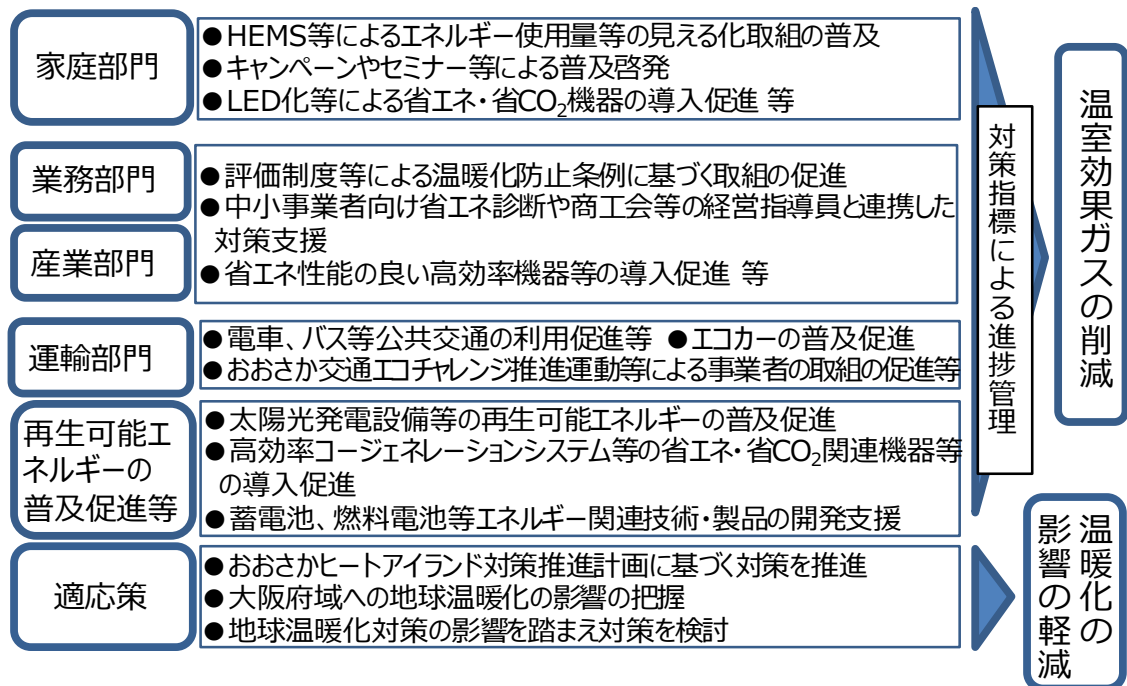 家庭部門
●HEMS等によるエネルギー使用量等の見える化取組の普及
●キャンペーンやセミナー等による普及啓発
●LED化等による省エネ・省CO₂機器の導入促進 等
業務部門
産業部門
●評価制度等による温暖化防止条例に基づく取組の促進
●中小事業者向け省エネ診断や商工会等の経営指導員と連携した
対策支援
●省エネ性能の良い高効率機器等の導入促進 等
運輸部門
●電車、バス等公共交通の利用促進等 ●エコカーの普及促進
●おおさか交通エコチャレンジ推進運動等による事業者の取組の促進等
再生可能エ
ネルギーの
普及促進等
●太陽光発電設備等の再生可能エネルギーの普及促進
●高効率コージェネレーションシステム等の省エネ・省CO₂関連機器等
の導入促進
●蓄電池、燃料電池等エネルギー関連技術・製品の開発支援
適応策
●おおさかヒートアイランド対策推進計画に基づく対策を推進
●大阪府域への地球温暖化の影響の把握
●地球温暖化対策の影響を踏まえ対策を検討
対策指標による進捗管理
温室効果ガスの削減
温暖化の
影響の軽減